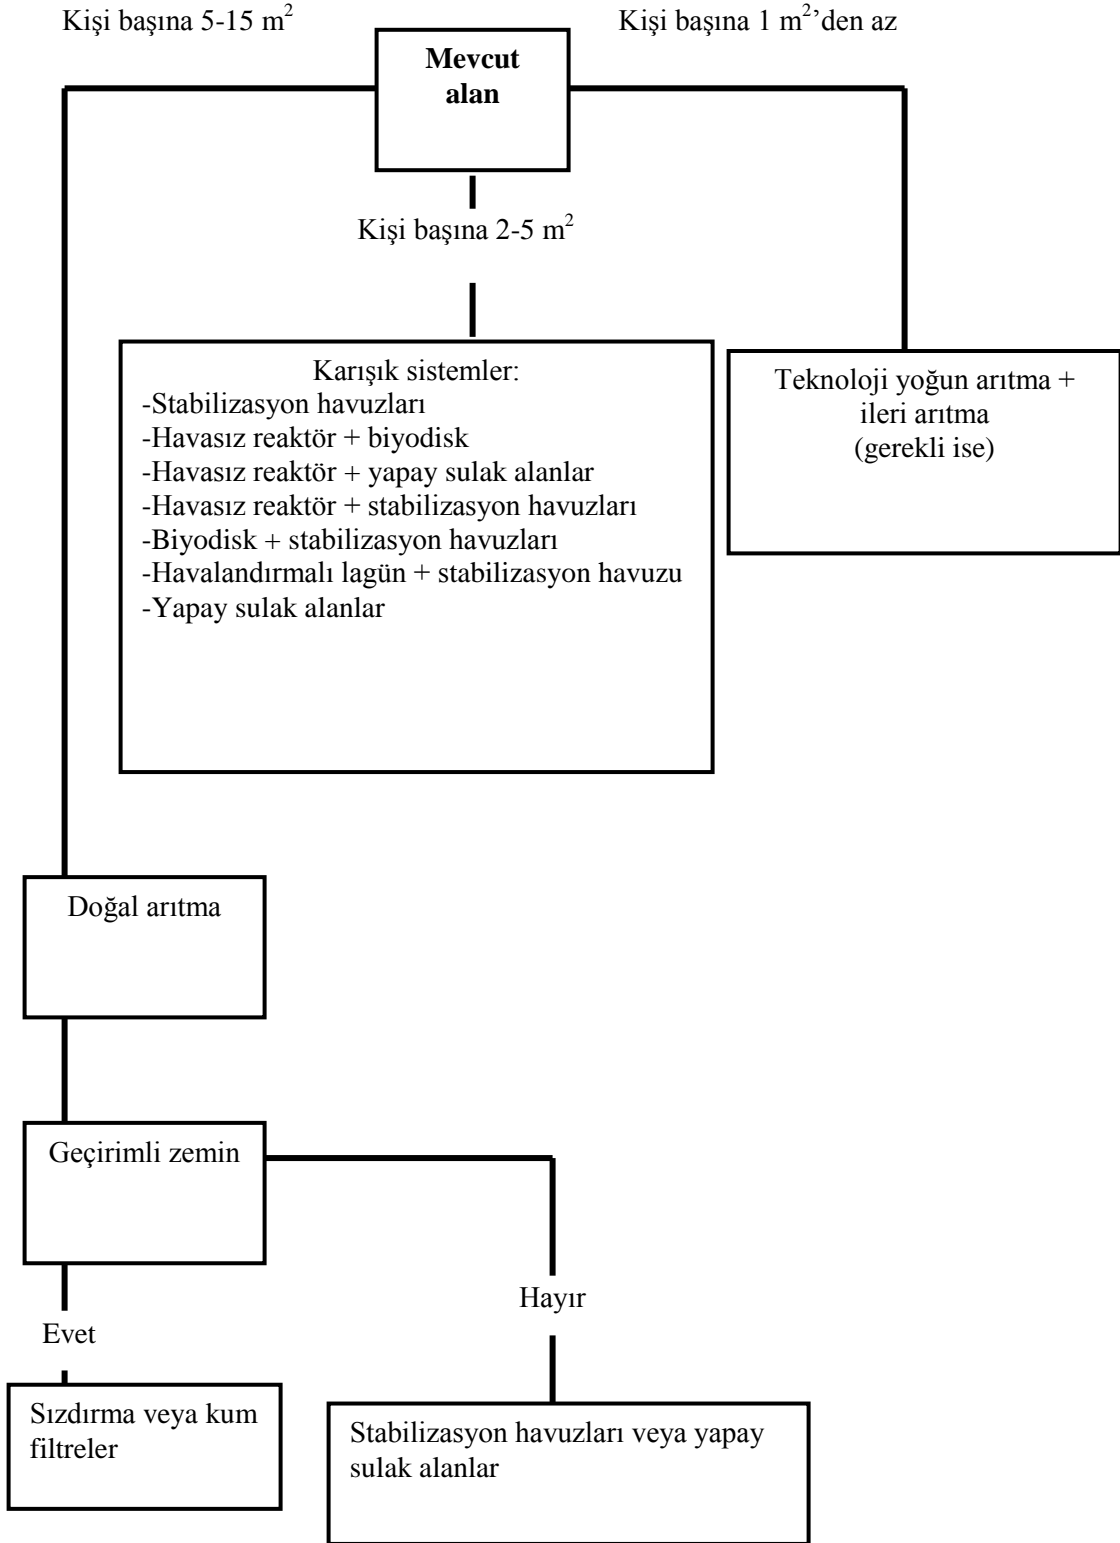 Kişi başına 5-15 m²
Kişi başına 1 m²’den az
Mevcut
alan
Kişi başına 2-5 m²
Karışık sistemler:
-Stabilizasyon havuzları
-Havasız reaktör + biyodisk
-Havasız reaktör + yapay sulak alanlar
-Havasız reaktör + stabilizasyon havuzları
-Biyodisk + stabilizasyon havuzları
-Havalandırmalı lagün + stabilizasyon havuzu
-Yapay sulak alanlar
Teknoloji yoğun arıtma +
ileri arıtma
(gerekli ise)
Doğal arıtma
Geçirimli zemin
Hayır
Evet
Sızdırma veya kum
filtreler
Stabilizasyon havuzları veya yapay
sulak alanlar